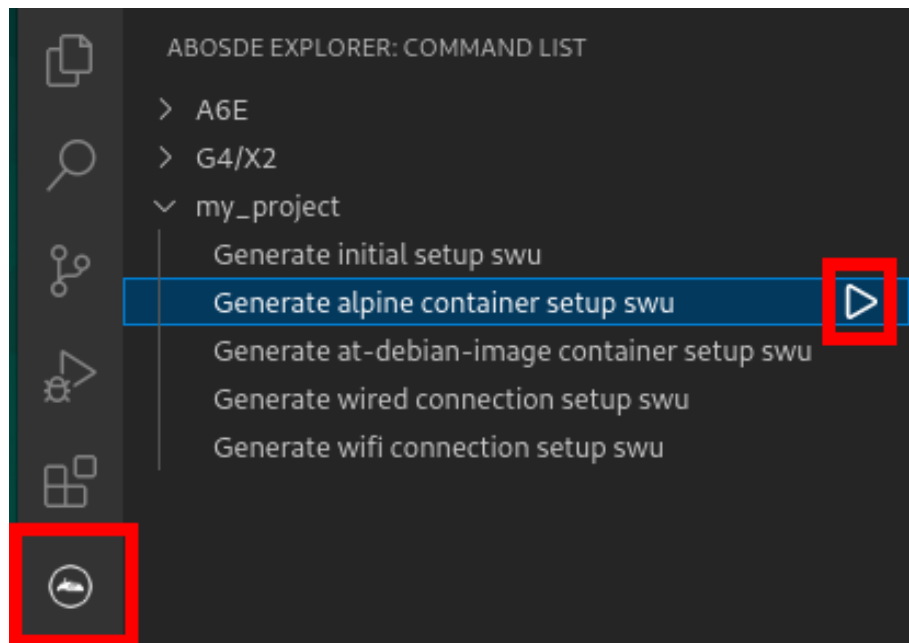 ABOSDE EXPLORER: COMMAND LIST
A6E
G4/X2
my_project
Generate initial setup swu
Generate alpine container setup swu
Generate at-debian-image container setup swu
Generate wired connection setup swu
Generate wifi connection setup swu